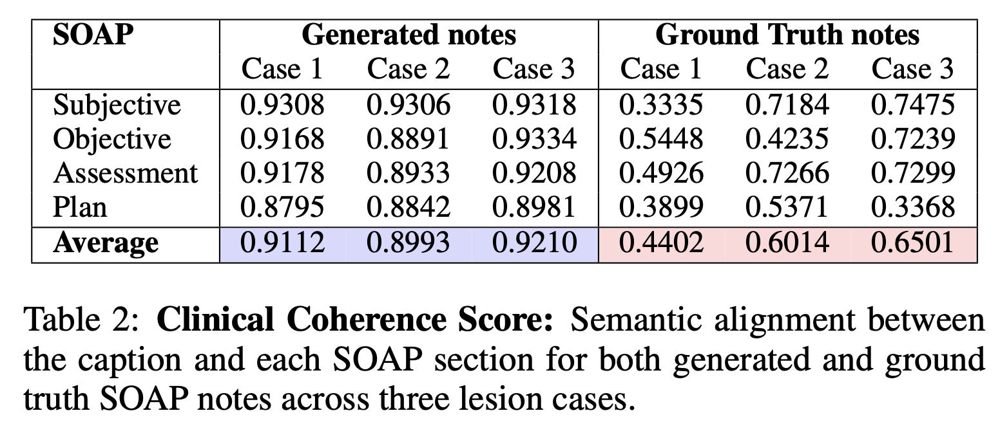 SOAP Generated notes Ground Truth notes
Case 1 Case 2 Case 3 Case 1 Case 2 Case 3
Subjective 0.9308 0.9306 0.9318 0.3335 0.7184 0.7475
Objective 0.9168 0.8891 0.9334 0.5448 0.4235 0.7239
Assessment 0.9178 0.8933 0.9208 0.4926 0.7266 0.7299
Plan 0.8795 0.8842 0.8981 0.3899 0.5371 0.3368
Average 0.9112 0.8993 0.9210 0.4402 0.6014 0.6501
Table 2: Clinical Coherence Score: Semantic alignment between
the caption and each SOAP section for both generated and ground
truth SOAP notes across three lesion cases.